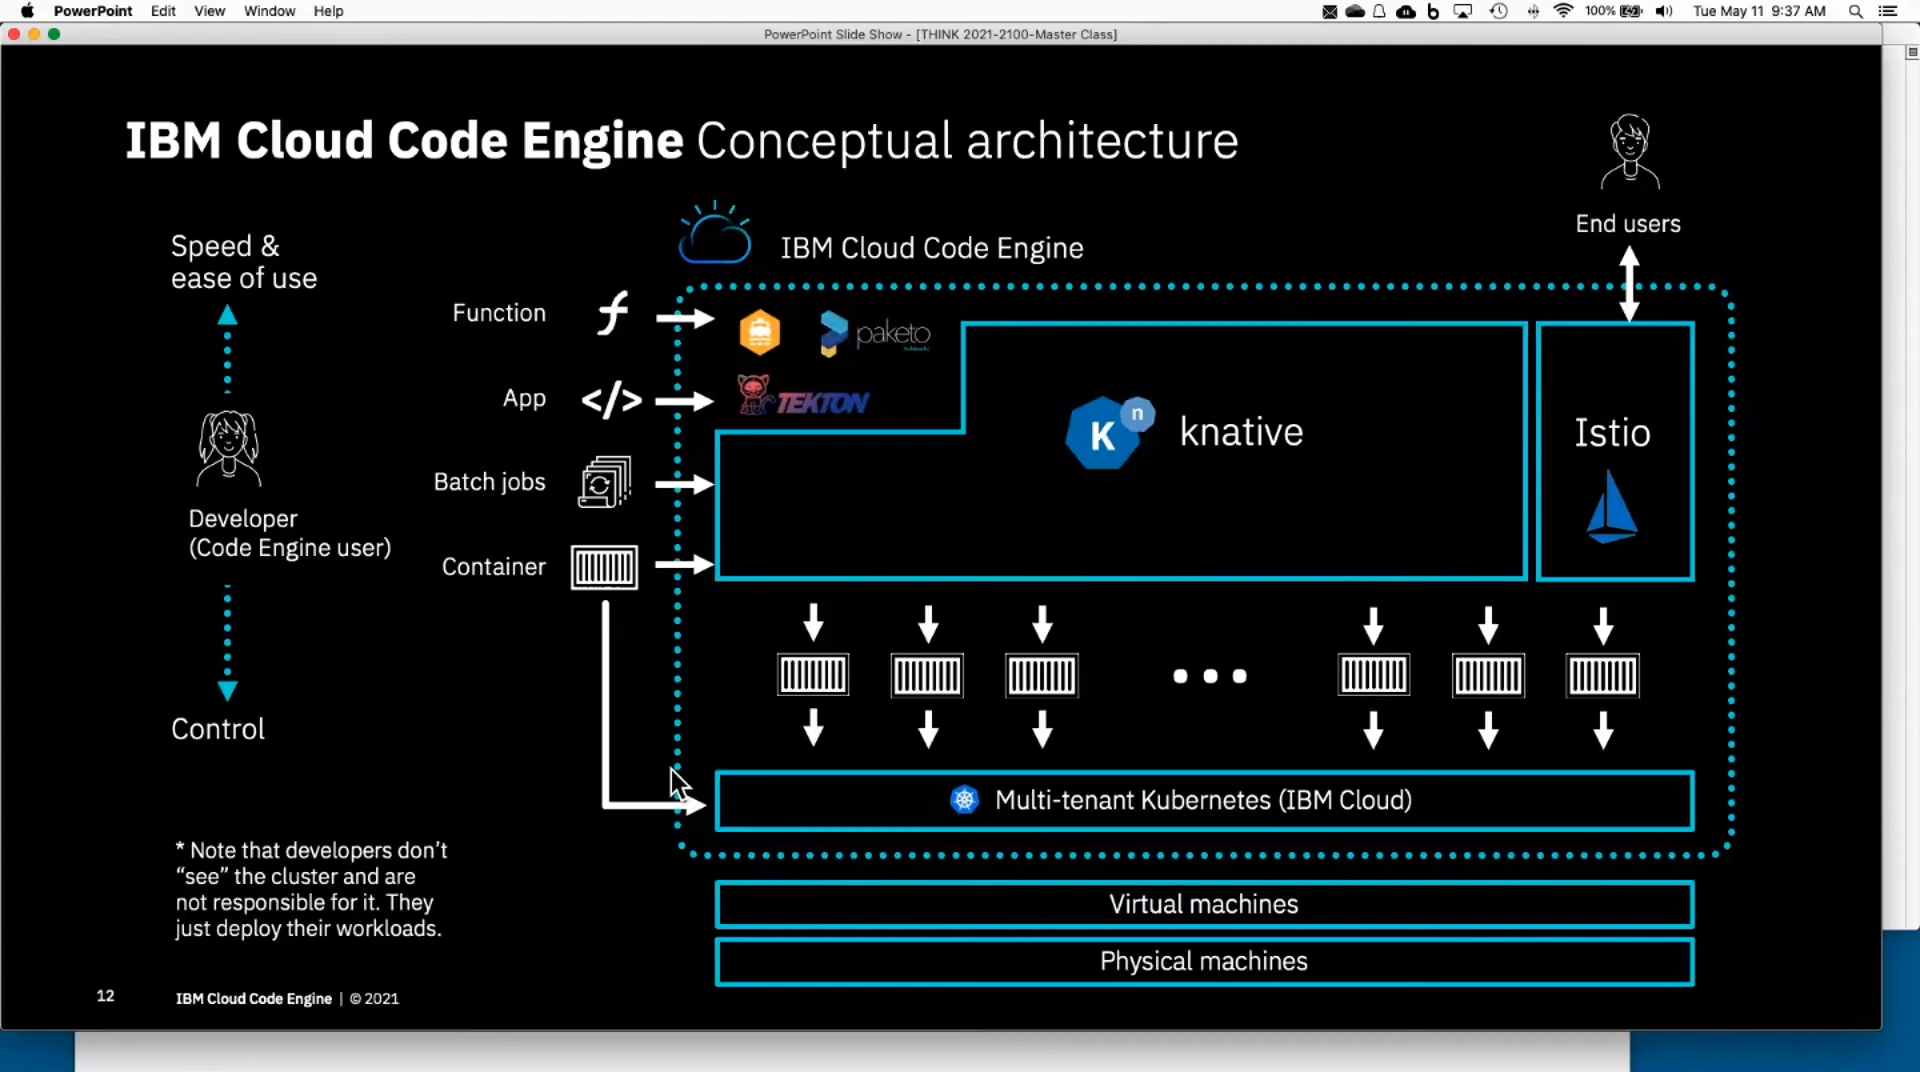 PowerPoint Edit View Window Help
100% Tue May 11 9:37 AM
PowerPoint Slide Show - [THINK 2021-2100-Master Class]
IBM Cloud Code Engine Conceptual architecture
End users
IBM Cloud Code Engine
Speed &
ease of use
Developer
(Code Engine user)
Control
Function
App
Batch jobs
Container
paketo
TEKTON
K n knative
Istio
Multi-tenant Kubernetes (IBM Cloud)
Virtual machines
Physical machines
* Note that developers don't
"see" the cluster and are
not responsible for it. They
just deploy their workloads.
12 IBM Cloud Code Engine | © 2021